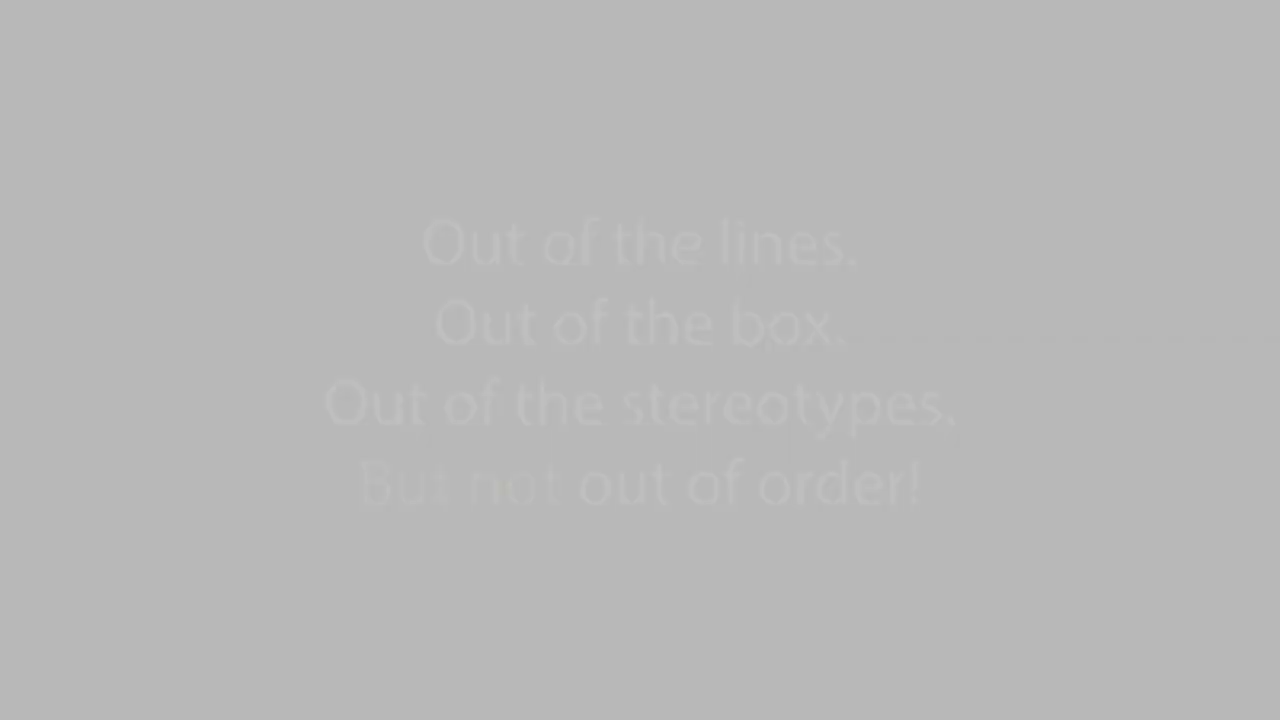 Out of the lines.
Out of the box.
Out of the stereotypes.
But not out of order!